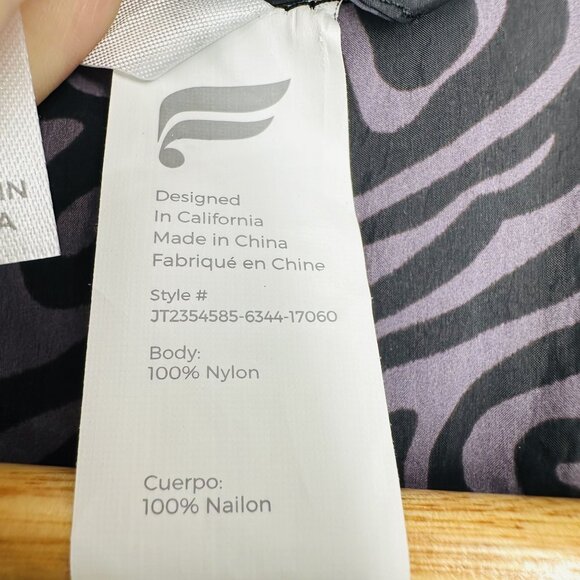 IN
A
Designed
In California
Made in China
Fabriqué en Chine
Style #
JT2354585-6344-17060
Body:
100% Nylon
Cuerpo:
100% Nailon